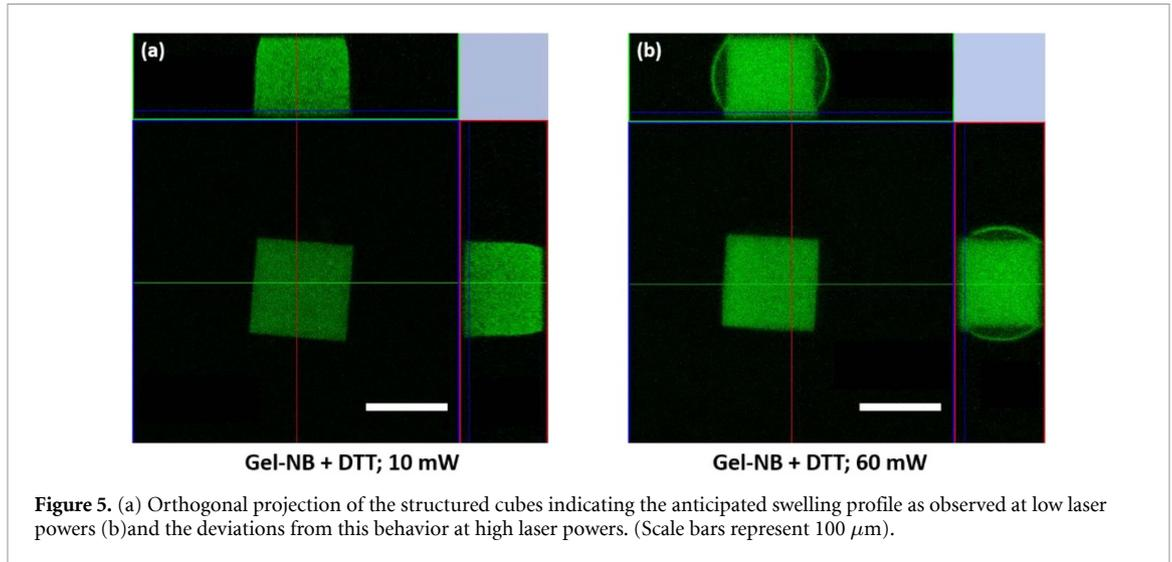 (a)
(b)
Gel-NB + DTT; 10 mW
Gel-NB + DTT; 60 mW
Figure 5. (a) Orthogonal projection of the structured cubes indicating the anticipated swelling profile as observed at low laser
powers (b)and the deviations from this behavior at high laser powers. (Scale bars represent 100 μm).